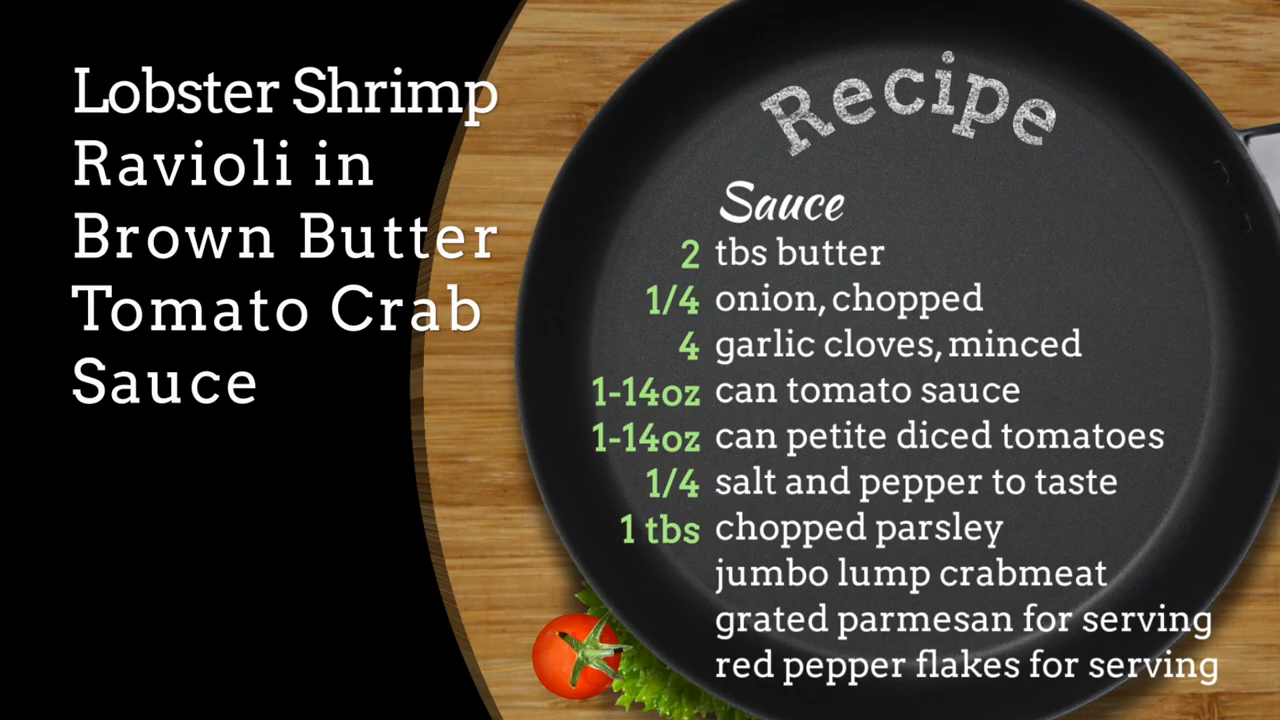 Lobster Shrimp
Ravioli in
Brown Butter
Tomato Crab
Sauce
Recipe
Sauce
2 tbs butter
1/4 onion, chopped
4 garlic cloves, minced
1-14oz can tomato sauce
1-14oz can petite diced tomatoes
1/4 salt and pepper to taste
1 tbs chopped parsley
jumbo lump crabmeat
grated parmesan for serving
red pepper flakes for serving